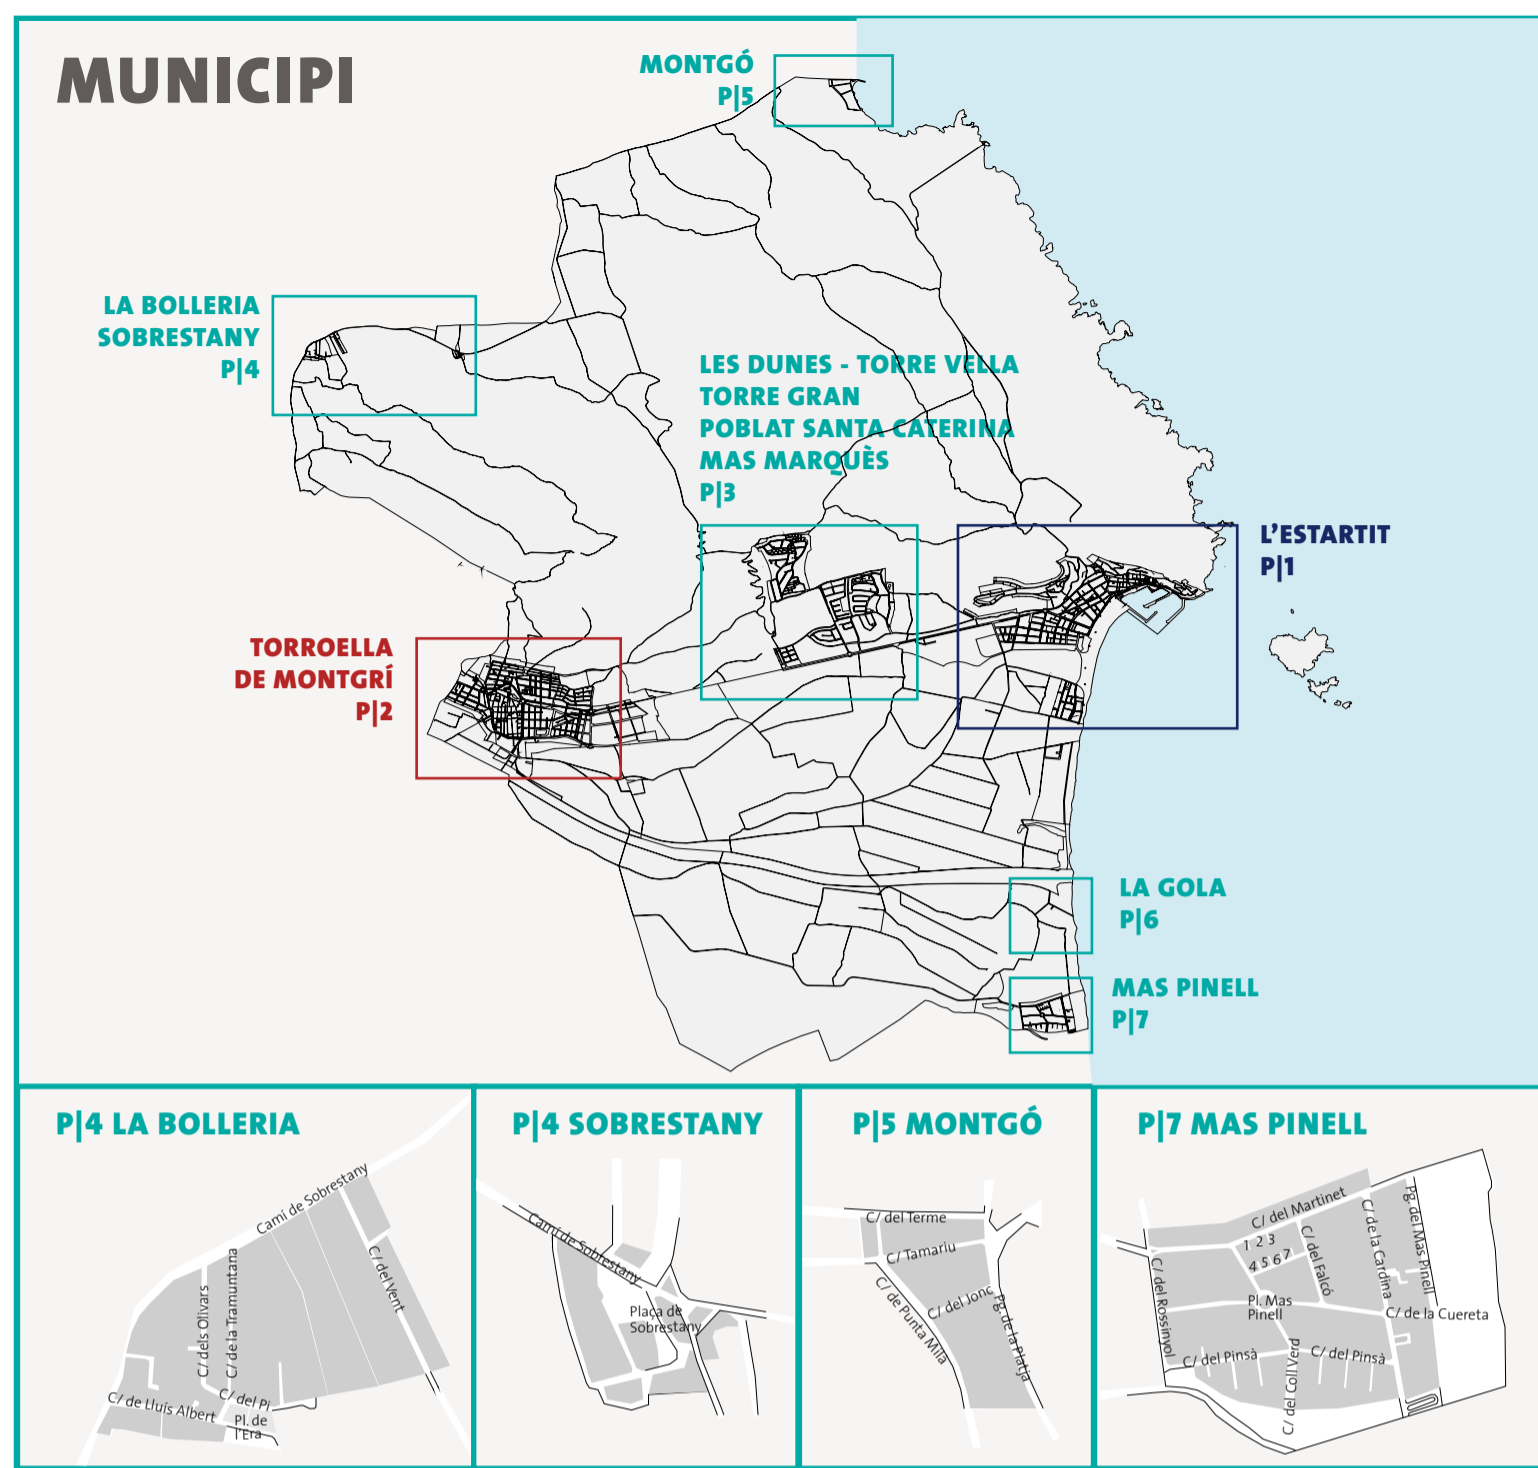 MUNICIPI
MONTGÓ
P|5
LA BOLLERIA
SOBRESTANY
P|4
LES DUNES - TORRE VELLA
TORRE GRAN
POBLAT SANTA CATERINA
MAS MARQUÈS
P|3
L'ESTARTIT
P|1
TORROELLA
DE MONTGRÍ
P|2
LA GOLA
P|6
MAS PINELL
P|7
P|4 LA BOLLERIA
Camí de Sobrestany
C/ del Vent
C/ dels Olivars
C/ de la Tramuntana
C/ del Pi
C/ de Lluís Albert
Pl. de
l'Era
P|4 SOBRESTANY
Camí de Sobrestany
Plaça de
Sobrestany
P|5 MONTGÓ
C/ del Terme
C/ Tamariu
C/ del Jonc
C/ de Punta Milà
Pg. de la Platja
P|7 MAS PINELL
C/ del Martinet
1 2 3
4 5 6 7
C/ del Falcó
C/ de la Cardina
Pg. del Mas Pinell
C/ del Rossinyol
Pl. Mas
Pinell
C/ de la Cuereta
C/ del Pinsà
C/ del Coll Verd
C/ del Pinsà